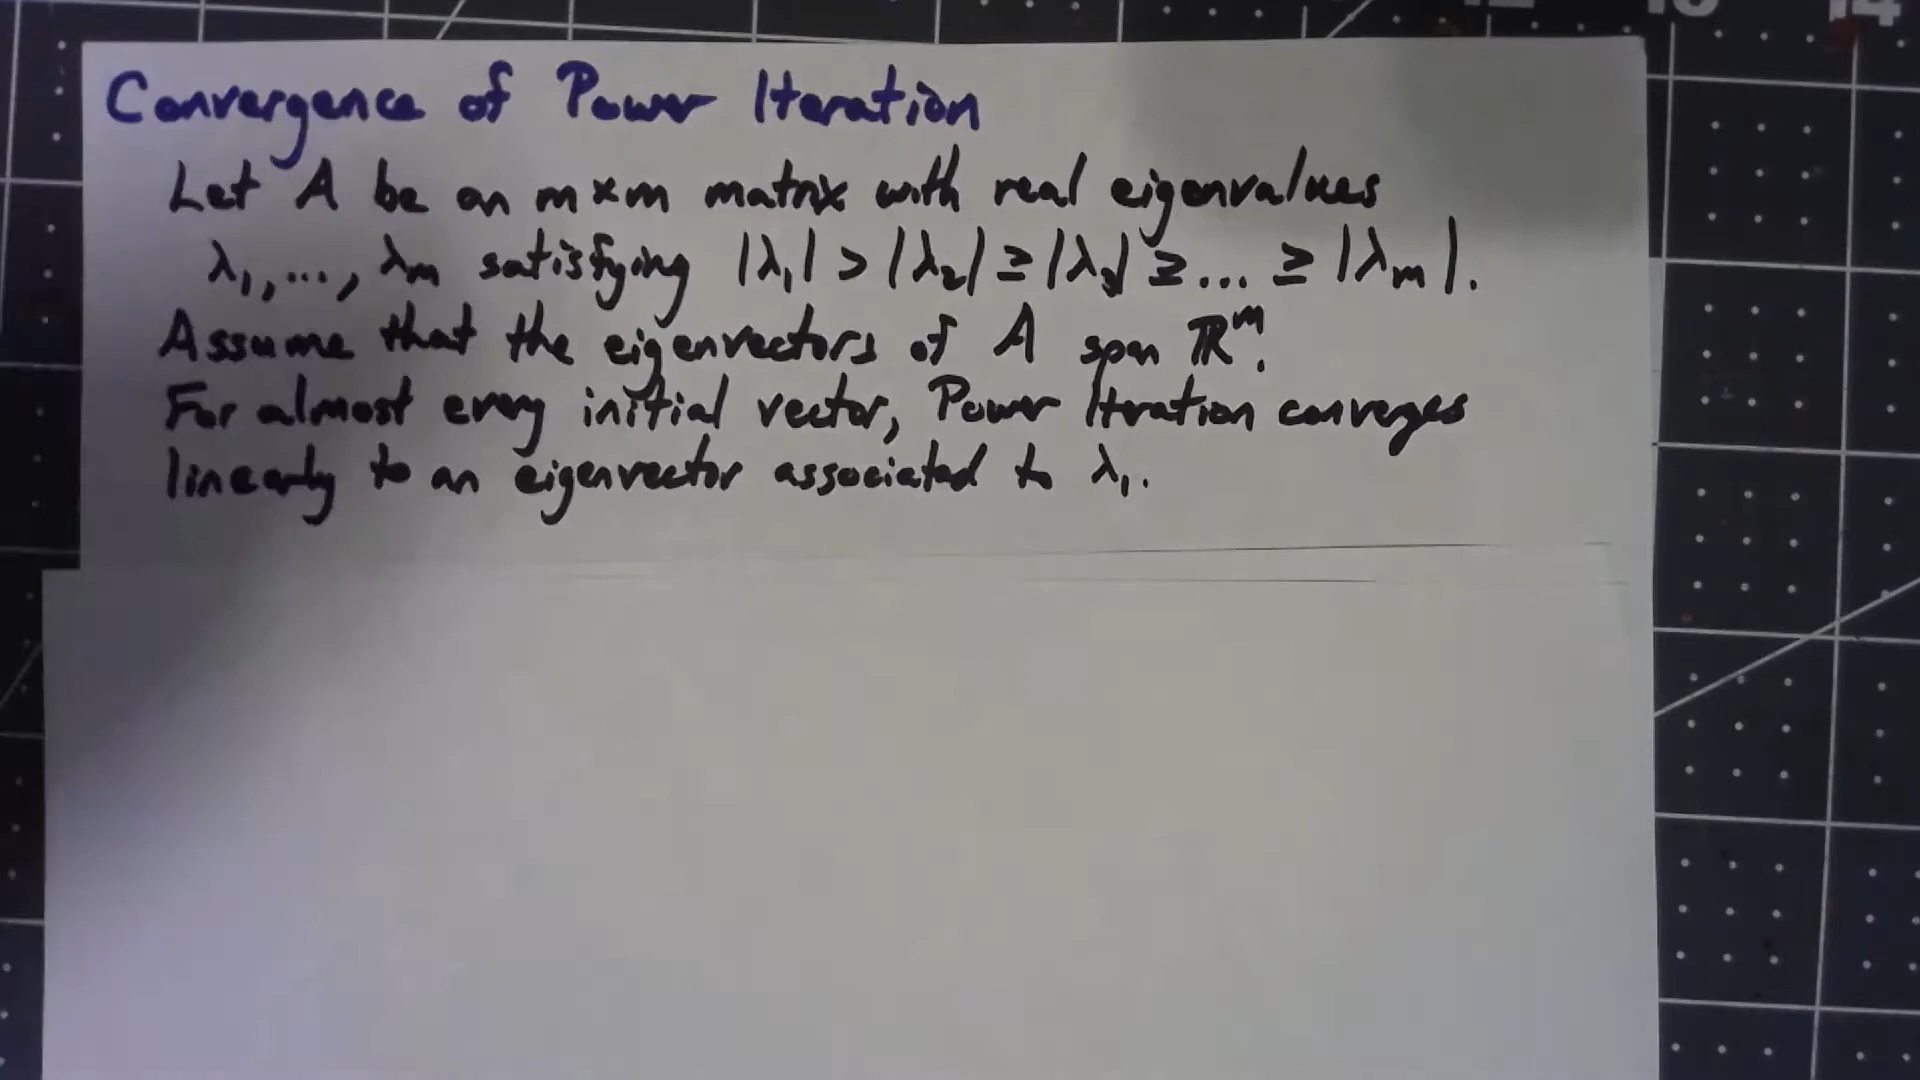 Convergence of Power Iteration
Let A be an m×m matrix with real eigenvalues
λ₁,..., λₘ satisfying |λ₁| > |λ₂| ≥ |λ₃| ≥ ... ≥ |λₘ|.
Assume that the eigenvectors of A span ℝᵐ.
For almost every initial vector, Power Iteration converges
linearly to an eigenvector associated to λ₁.